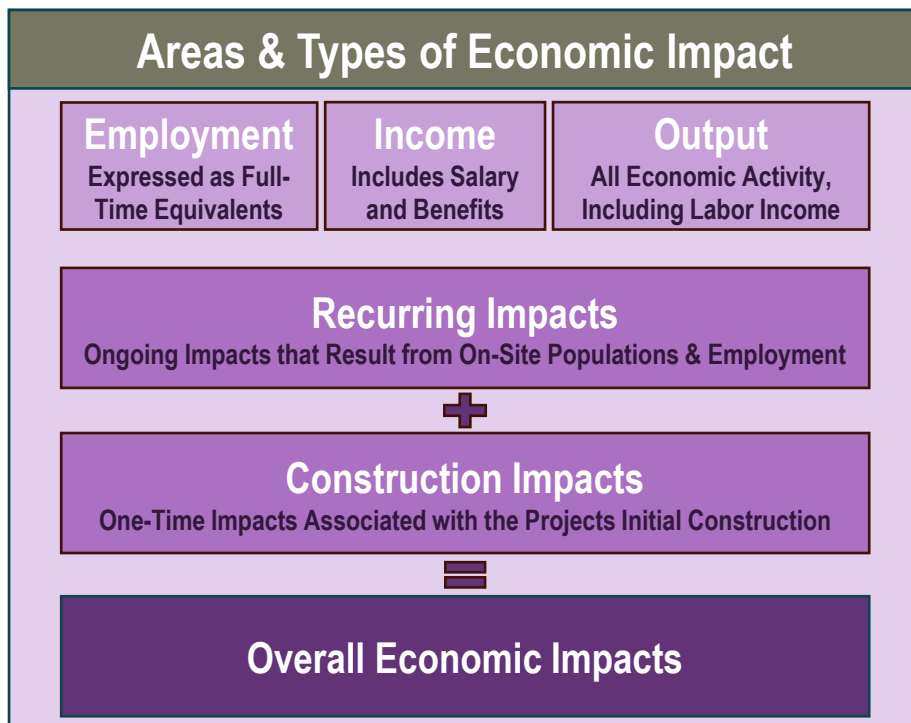 Areas & Types of Economic Impact
Employment
Expressed as Full-
Time Equivalents
Income
Includes Salary
and Benefits
Output
All Economic Activity,
Including Labor Income
Recurring Impacts
Ongoing Impacts that Result from On-Site Populations & Employment
Construction Impacts
One-Time Impacts Associated with the Projects Initial Construction
Overall Economic Impacts